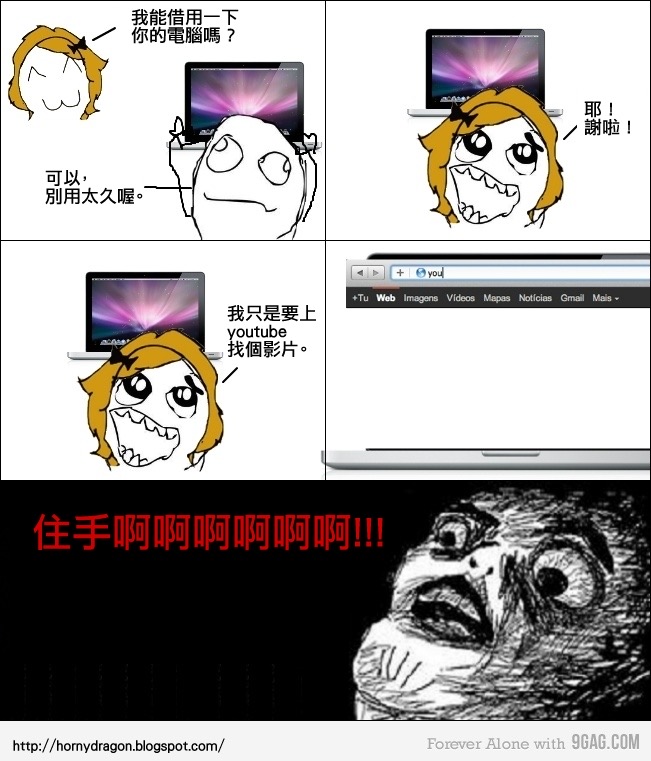 我能借用一下
你的電腦嗎？
可以，
別用太久喔。
耶！
謝啦！
我只是要上
youtube
找個影片。
you
+Tu Web Imagens Vídeos Mapas Notícias Gmail Mais
住手啊啊啊啊啊啊!!!
http://hornydragon.blogspot.com/
Forever Alone with 9GAG.COM